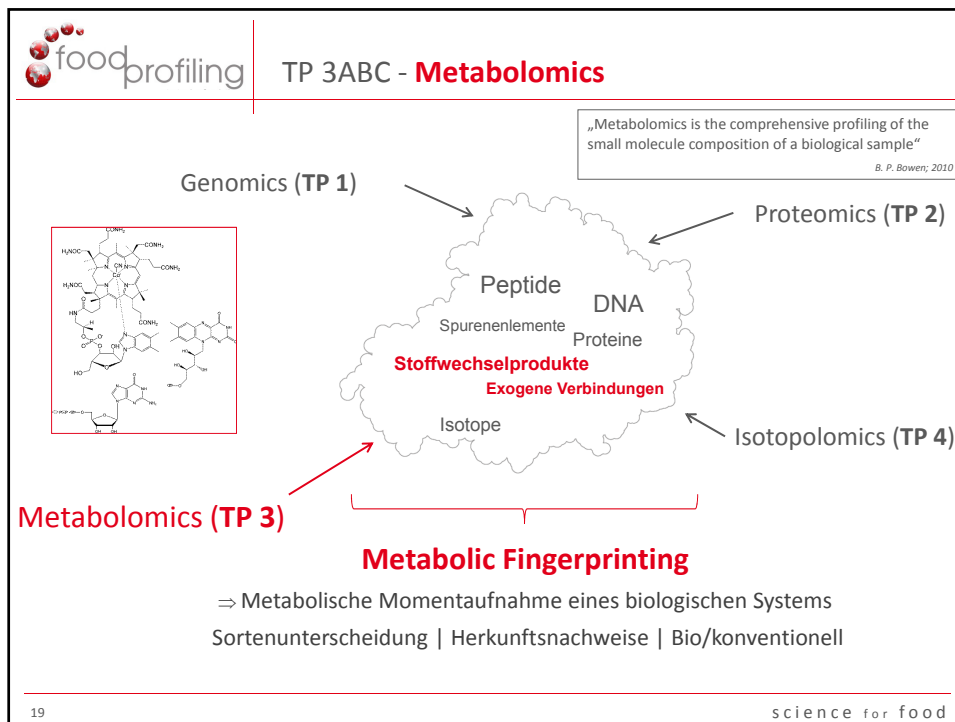 food profiling
TP 3ABC - Metabolomics
„Metabolomics is the comprehensive profiling of the
small molecule composition of a biological sample“
B. P. Bowen; 2010
Genomics (TP 1)
Proteomics (TP 2)
Peptide
DNA
Spurenelemente
Proteine
Stoffwechselprodukte
Exogene Verbindungen
Isotope
Isotopolomics (TP 4)
Metabolomics (TP 3)
Metabolic Fingerprinting
⇒ Metabolische Momentaufnahme eines biologischen Systems
Sortenunterscheidung | Herkunftsnachweise | Bio/konventionell
19
science for food